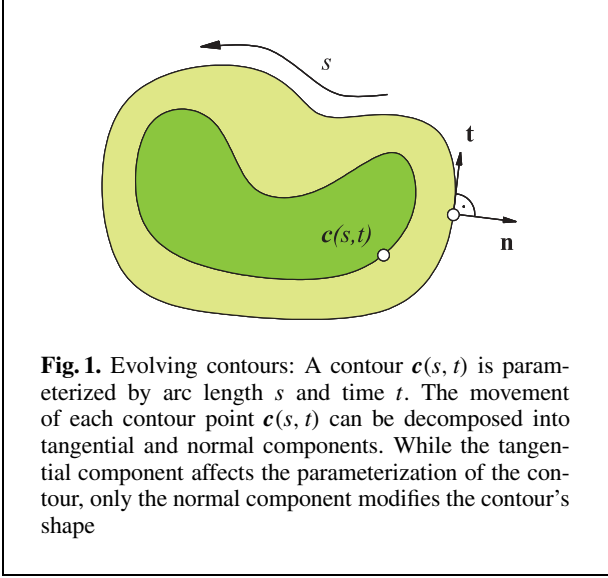 s
t
c(s,t)
n
Fig. 1. Evolving contours: A contour c(s, t) is param-
eterized by arc length s and time t. The movement
of each contour point c(s, t) can be decomposed into
tangential and normal components. While the tangen-
tial component affects the parameterization of the con-
tour, only the normal component modifies the contour’s
shape